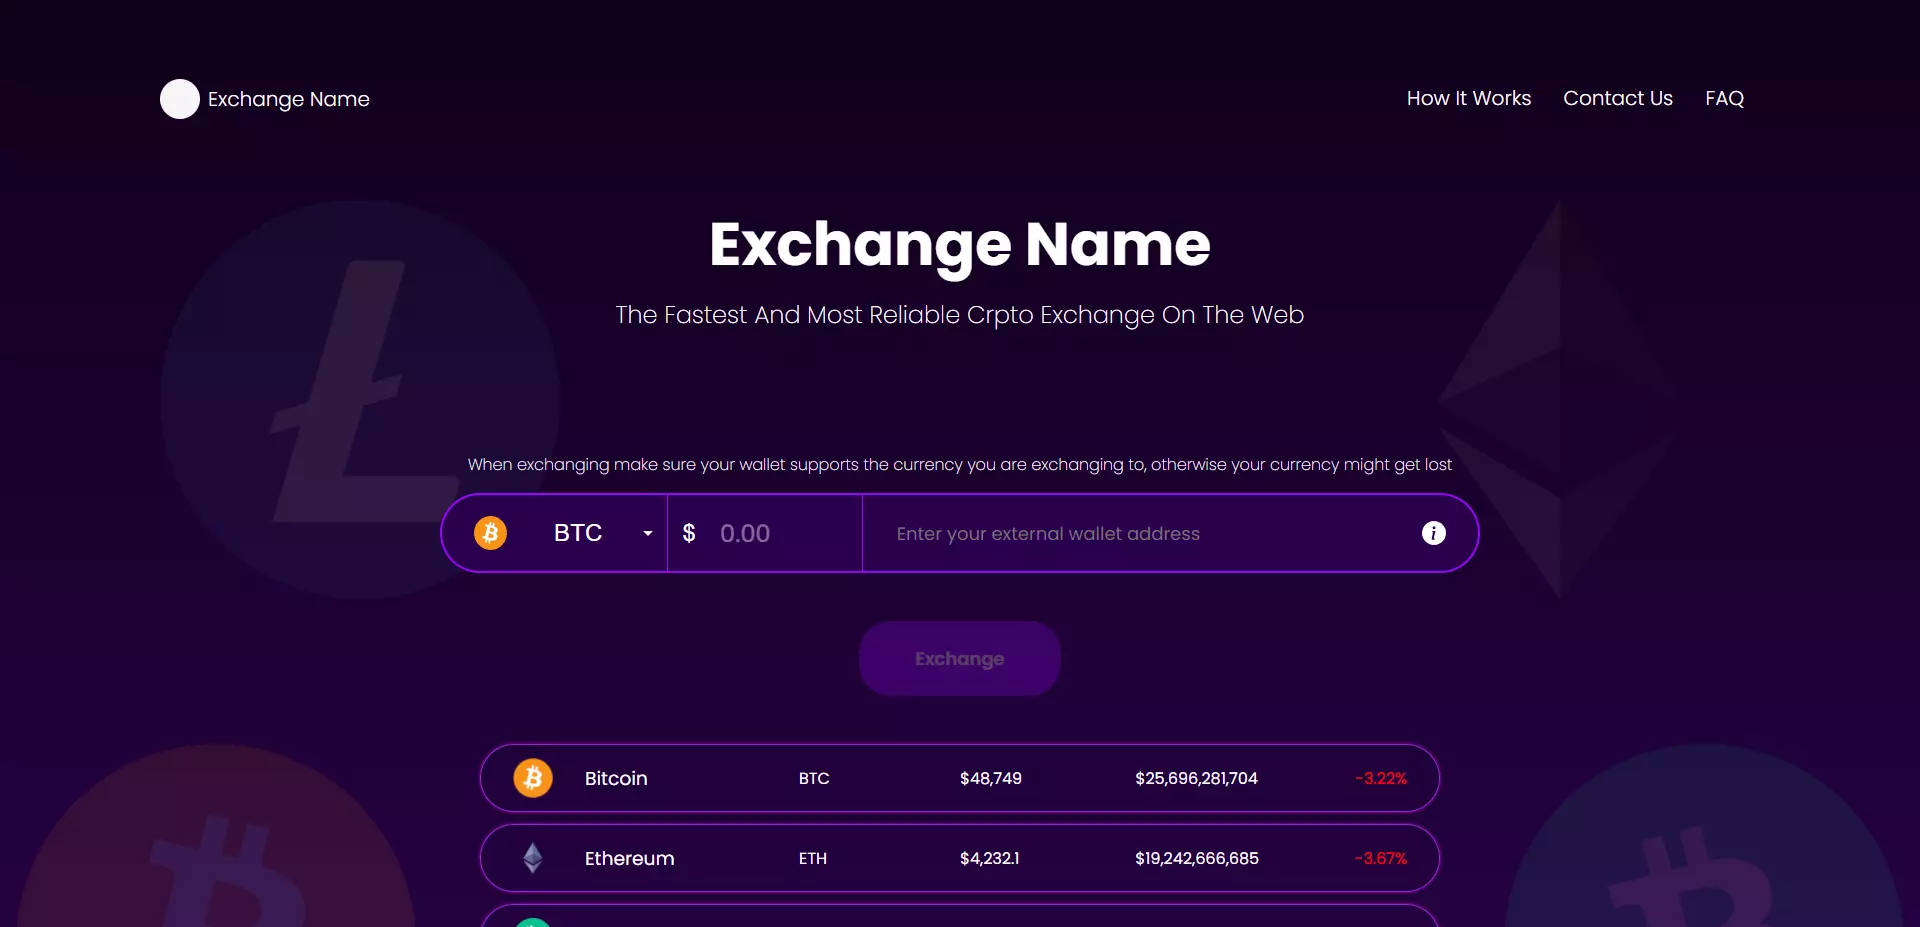 Exchange Name
How It Works
Contact Us
FAQ
Exchange Name
The Fastest And Most Reliable Crpto Exchange On The Web
When exchanging make sure your wallet supports the currency you are exchanging to, otherwise your currency might get lost
BTC $ 0.00 Enter your external wallet address i
Exchange
Bitcoin BTC $48,749 $25,696,281,704 -3.22%
Ethereum ETH $4,232.1 $19,242,666,685 -3.67%